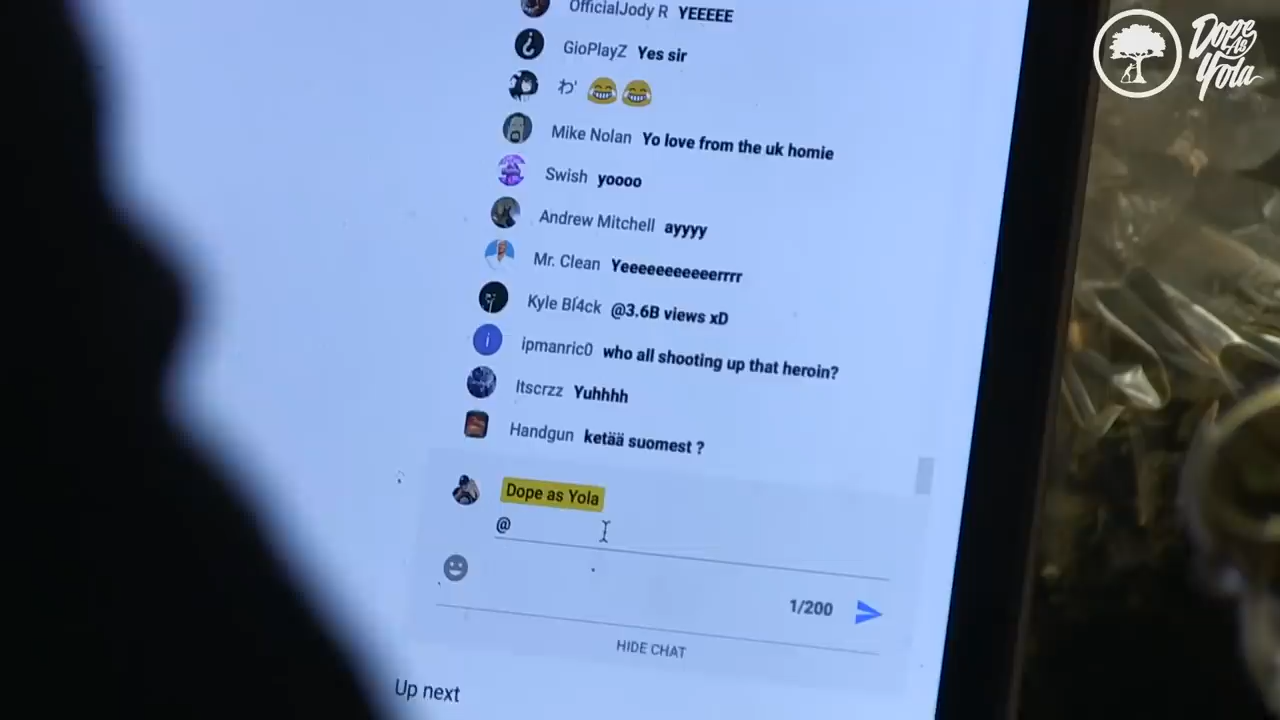 OfficialJody R YEEEEE
GioPlayZ Yes sir
わ' 😂😂
Mike Nolan Yo love from the uk homie
Swish yoooo
Andrew Mitchell ayyyy
Mr. Clean Yeeeeeeeeeeerrrr
Kyle Bl4ck @3.6B views xD
ipmanric0 who all shooting up that heroin?
Itscrzz Yuhhhh
Handgun ketää suomest ?
Dope as Yola
@
1/200
HIDE CHAT
Up next
i
Dope
As
Yola